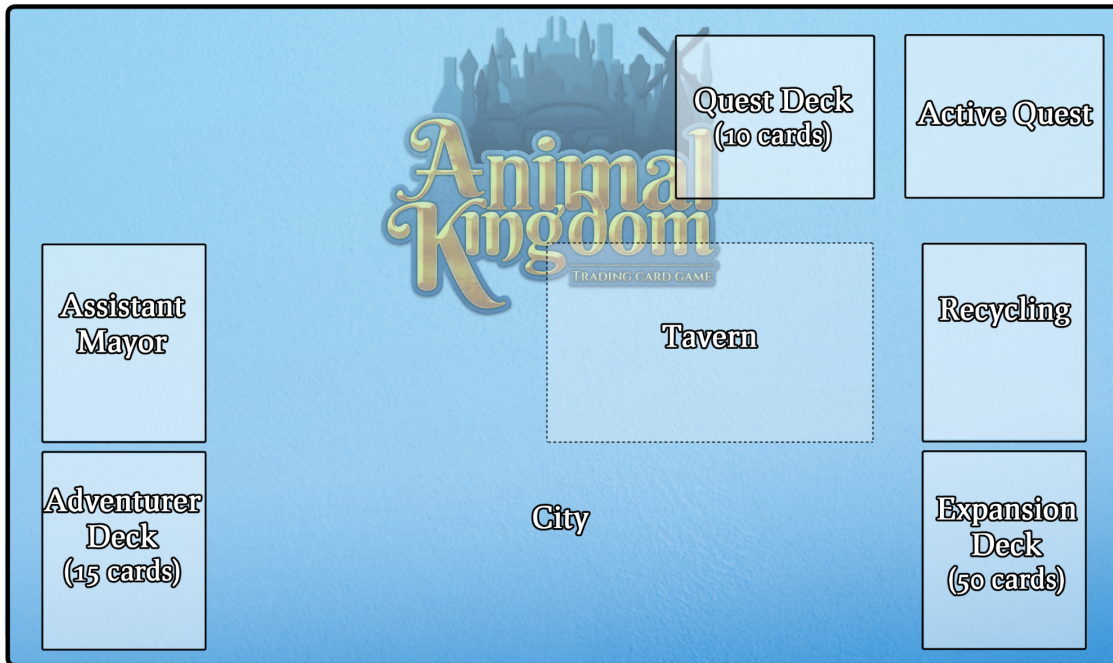 Quest Deck
(10 cards)
Active Quest
Animal
Kingdom
TRADING CARD GAME
Assistant
Mayor
Tavern
Recycling
Adventurer
Deck
(15 cards)
City
Expansion
Deck
(50 cards)